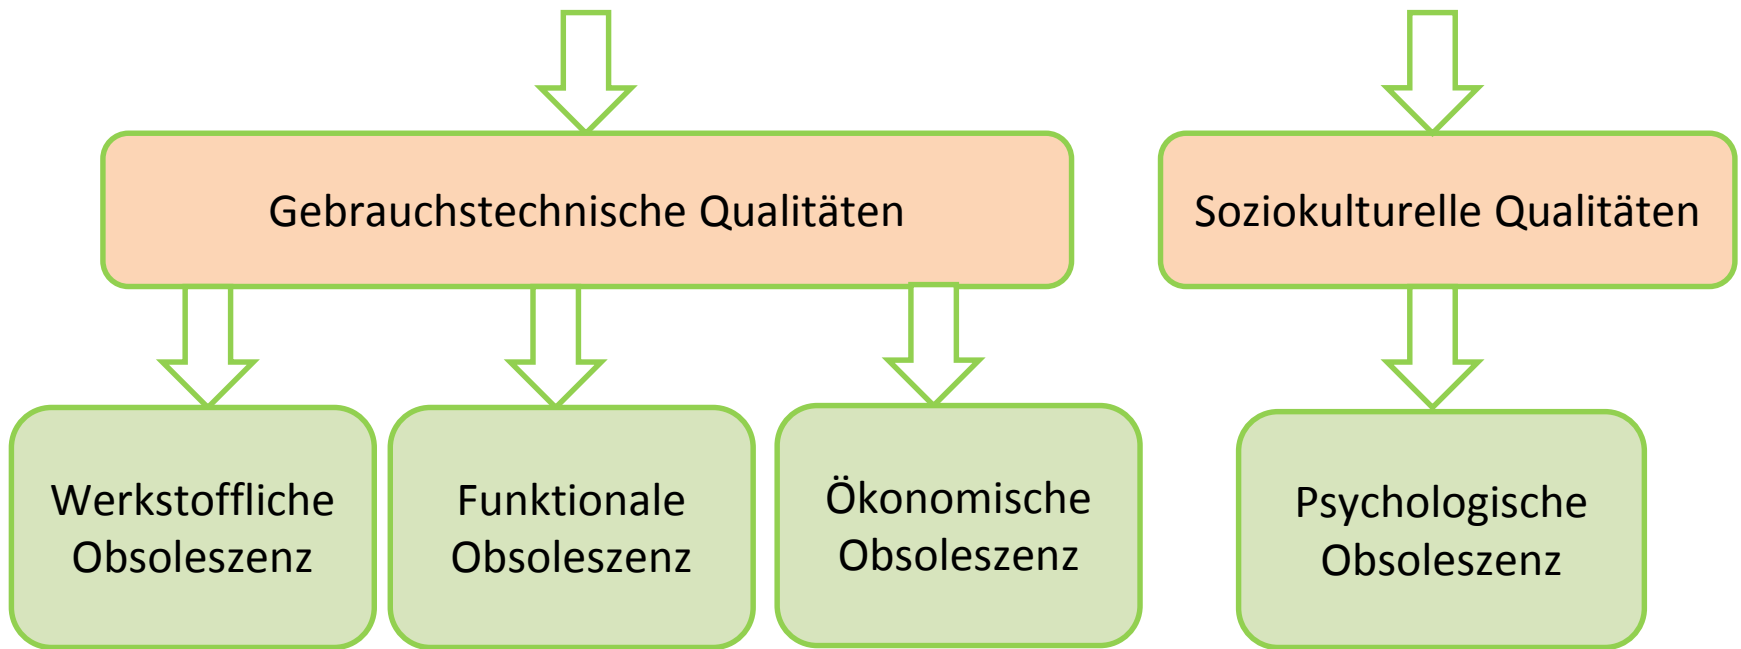 Gebrauchstechnische Qualitäten
Soziokulturelle Qualitäten
Werkstoffliche
Obsoleszenz
Funktionale
Obsoleszenz
Ökonomische
Obsoleszenz
Psychologische
Obsoleszenz